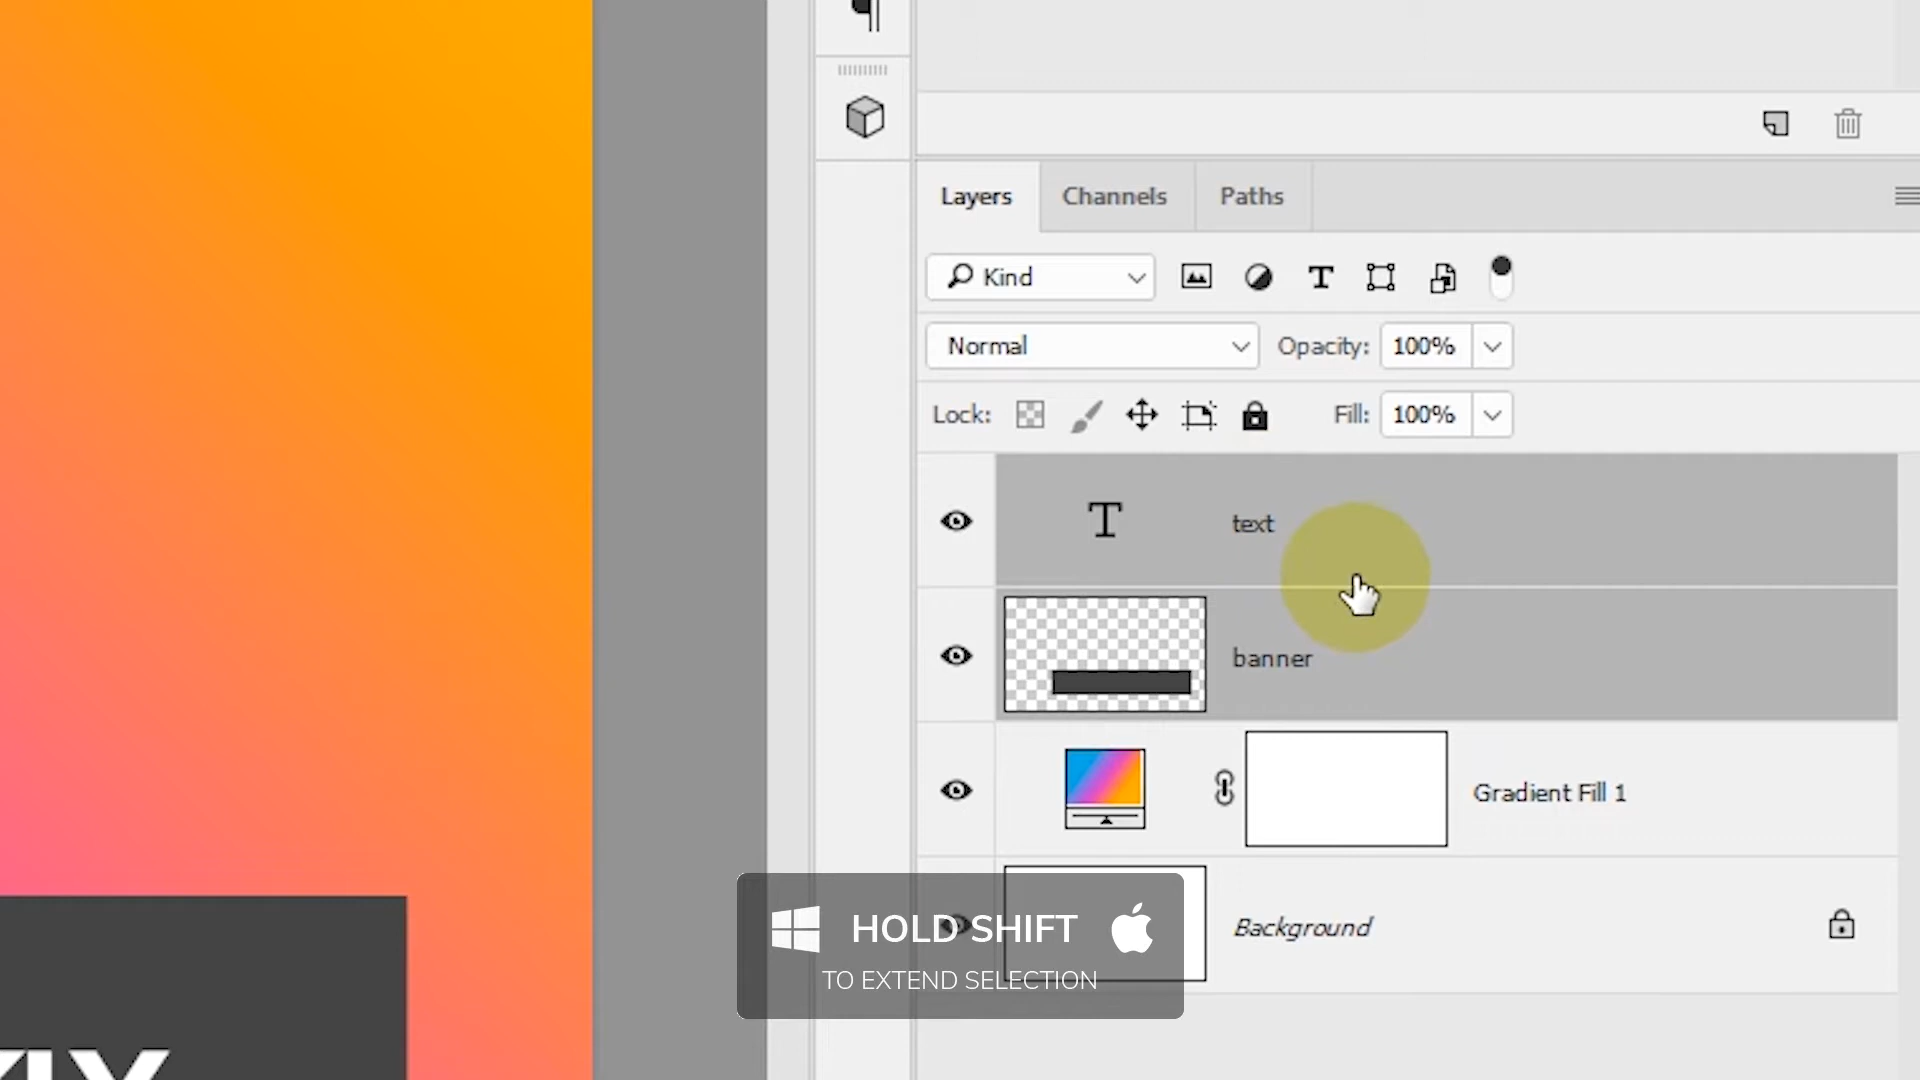 Layers Channels Paths
Kind
Normal Opacity: 100%
Lock: Fill: 100%
text
banner
Gradient Fill 1
Background
HOLD SHIFT
TO EXTEND SELECTION